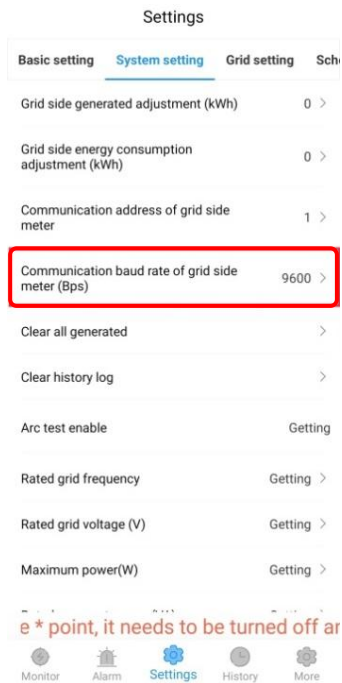 Settings
Basic setting System setting Grid setting
Grid side generated adjustment (kWh) 0 >
Grid side energy consumption
adjustment (kWh) 0 >
Communication address of grid side
meter 1 >
Communication baud rate of grid side
meter (Bps) 9600 >
Clear all generated >
Clear history log >
Arc test enable Getting
Rated grid frequency Getting >
Rated grid voltage (V) Getting >
Maximum power(W) Getting >
e * point, it needs to be turned off
Monitor Alarm Settings History More